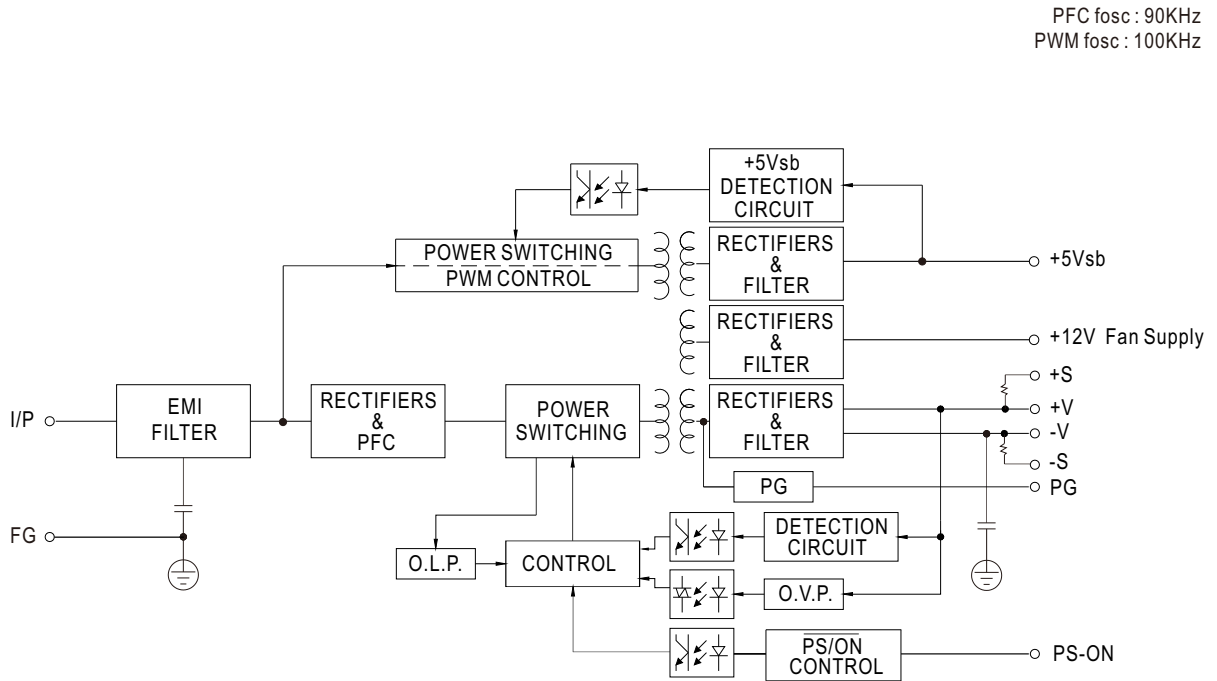 PFC fosc : 90KHz
PWM fosc : 100KHz
+5Vsb
DETECTION
CIRCUIT
POWER SWITCHING
PWM CONTROL
RECTIFIERS
&
FILTER
+5Vsb
RECTIFIERS
&
FILTER
+12V Fan Supply
I/P
EMI
FILTER
RECTIFIERS
&
PFC
POWER
SWITCHING
RECTIFIERS
&
FILTER
+S
+V
-V
-S
PG
PG
FG
O.L.P.
CONTROL
DETECTION
CIRCUIT
O.V.P.
PS/ON
CONTROL
PS-ON